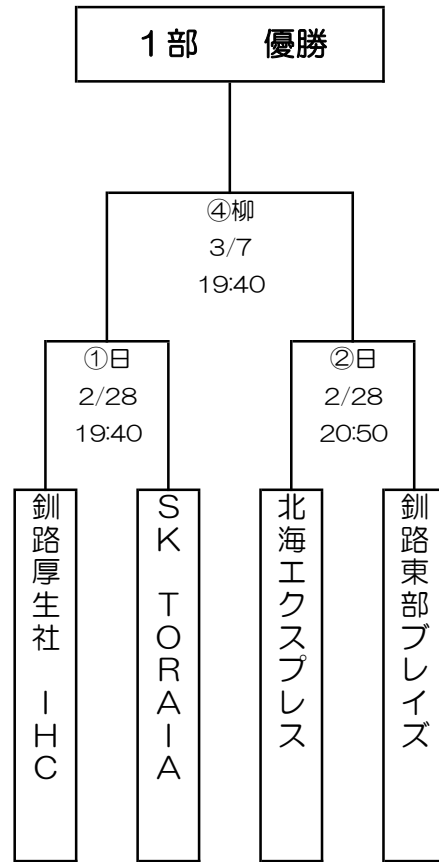 1部　優勝
④柳
3/7
19:40
①日
2/28
19:40
②日
2/28
20:50
釧路厚生社　IHC
SK　TORAIA
北海エクスプレス
釧路東部ブレイズ